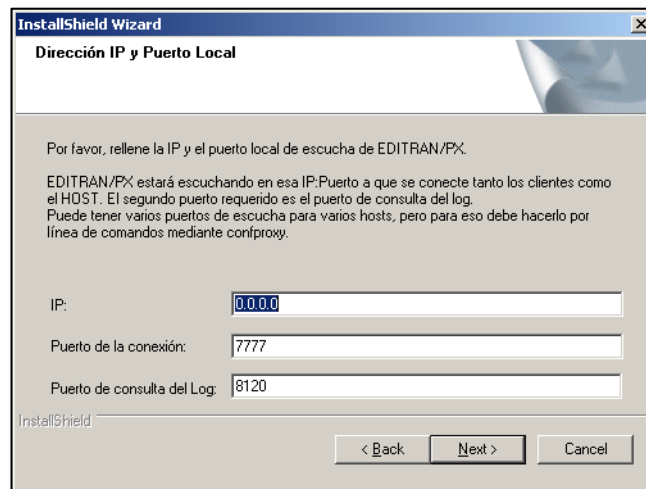 InstallShield Wizard
Dirección IP y Puerto Local
Por favor, rellene la IP y el puerto local de escucha de EDITRAN/PX.
EDITRAN/PX estará escuchando en esa IP:Puerto a que se conecte tanto los clientes como
el HOST. El segundo puerto requerido es el puerto de consulta del log.
Puede tener varios puertos de escucha para varios hosts, pero para eso debe hacerlo por
línea de comandos mediante confproxy.
IP: 0.0.0.0
Puerto de la conexión: 7777
Puerto de consulta del Log: 8120
InstallShield
< Back Next > Cancel